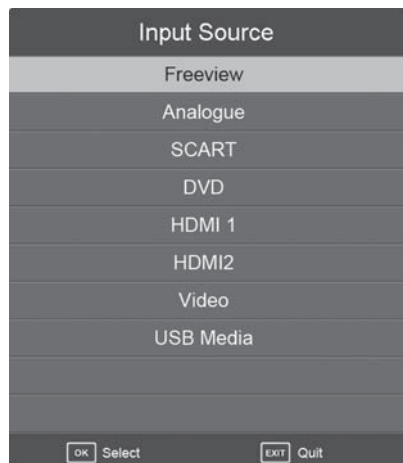 Input Source
Freeview
Analogue
SCART
DVD
HDMI 1
HDMI2
Video
USB Media
OK Select EXIT Quit